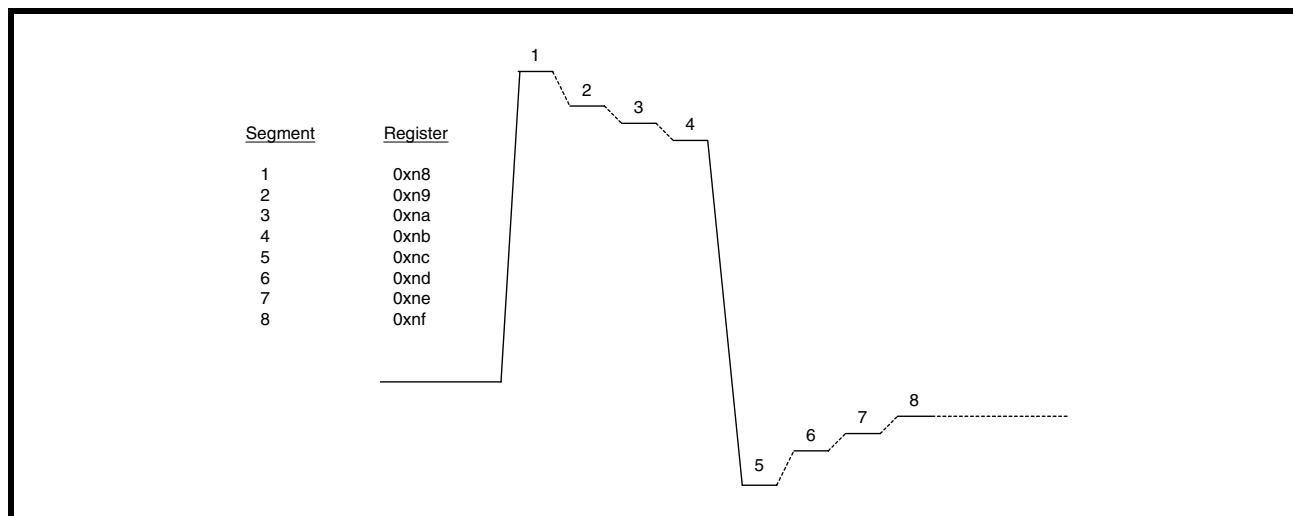 Segment Register
1 0xn8
2 0xn9
3 0xna
4 0xnb
5 0xnc
6 0xnd
7 0xne
8 0xnf
1
2
3
4
5
6
7
8